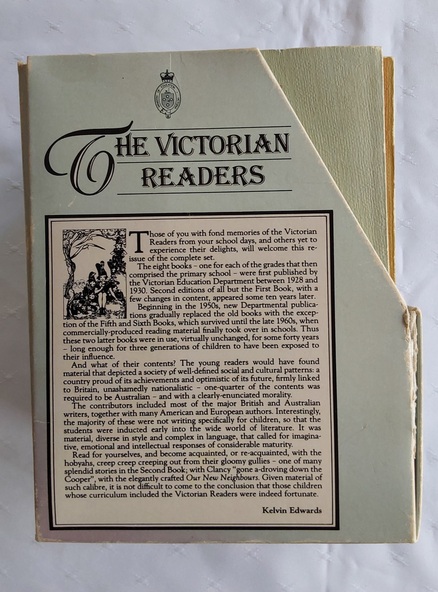 THE VICTORIAN
READERS
Those of you with fond memories of the Victorian
Readers from your school days, and others yet to
experience their delights, will welcome this re-
issue of the complete set.
The eight books - one for each of the grades that then
comprised the primary school - were first published by
the Victorian Education Department between 1928 and
1930. Second editions of all but the First Book, with a
few changes in content, appeared some ten years later.
Beginning in the 1950s, new Departmental publica-
tions gradually replaced the old books with the excep-
tion of the Fifth and Sixth Books, which survived until the late 1960s, when
commercially-produced reading material finally took over in schools. Thus
these two latter books were in use, virtually unchanged, for some forty years
- long enough for three generations of children to have been exposed to
their influence.
And what of their contents? The young readers would have found
material that depicted a society of well-defined social and cultural patterns: a
country proud of its achievements and optimistic of its future, firmly linked
to Britain, unashamedly nationalistic - one-quarter of the contents was
required to be Australian - and with a clearly-enunciated morality.
The contributors included most of the major British and Australian
writers, together with many American and European authors. Interestingly,
the majority of these were not writing specifically for children, so that the
students were inducted early into the wide world of literature. It was
material, diverse in style and complex in language, that called for imagina-
tive, emotional and intellectual responses of considerable maturity.
Read for yourselves, and become acquainted, or re-acquainted, with the
hobyahs, creep creep creeping out from their gloomy gullies - one of many
splendid stories in the Second Book; with Clancy "gone a-droving down the
Cooper", with the elegantly crafted Our New Neighbours. Given material of
such calibre, it is not difficult to come to the conclusion that those children
whose curriculum included the Victorian Readers were indeed fortunate.
Kelvin Edwards